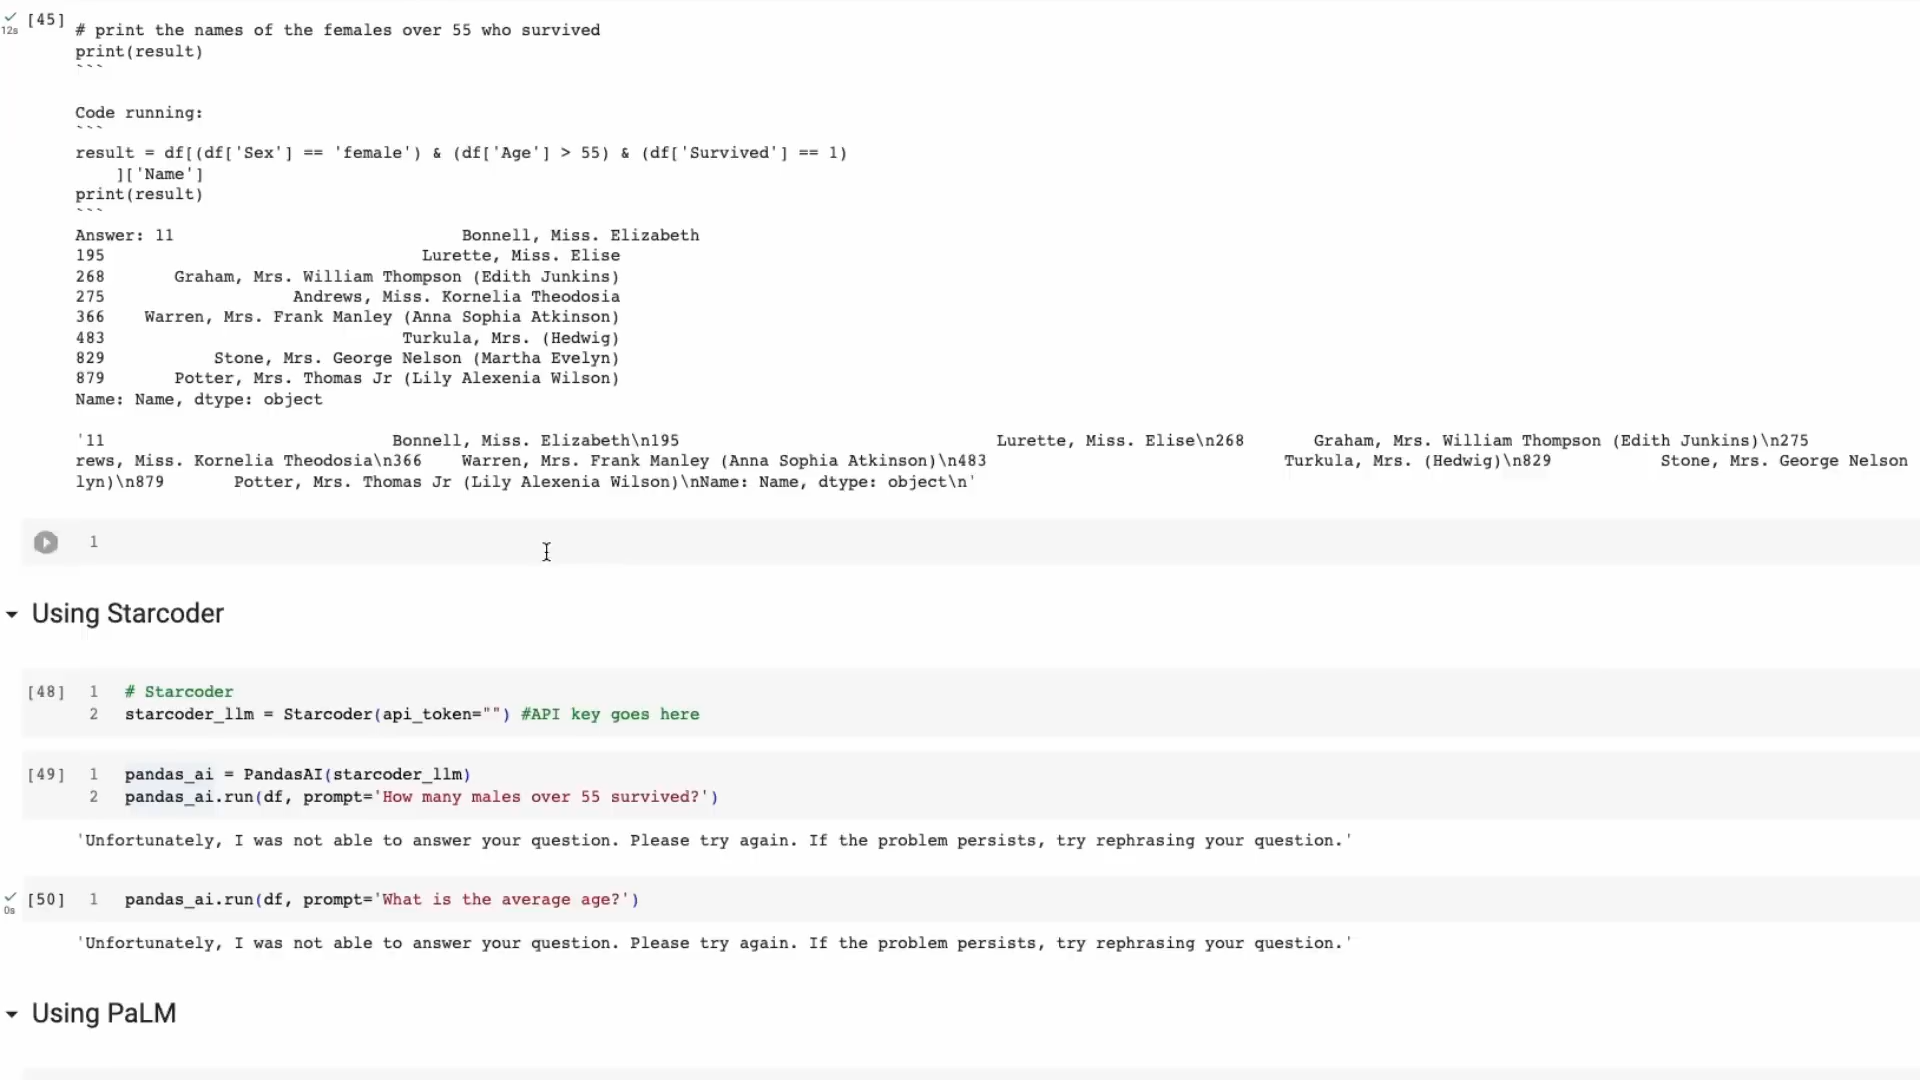 [45]
12s
# print the names of the females over 55 who survived
print(result)
```
Code running:
```
result = df[(df['Sex'] == 'female') & (df['Age'] > 55) & (df['Survived'] == 1)
    ]['Name']
print(result)
```
Answer: 11                             Bonnell, Miss. Elizabeth
195                                Lurette, Miss. Elise
268       Graham, Mrs. William Thompson (Edith Junkins)
275                   Andrews, Miss. Kornelia Theodosia
366    Warren, Mrs. Frank Manley (Anna Sophia Atkinson)
483                              Turkula, Mrs. (Hedwig)
829           Stone, Mrs. George Nelson (Martha Evelyn)
879       Potter, Mrs. Thomas Jr (Lily Alexenia Wilson)
Name: Name, dtype: object
'11                             Bonnell, Miss. Elizabeth\n195                                Lurette, Miss. Elise\n268       Graham, Mrs. William Thompson (Edith Junkins)\n275
rews, Miss. Kornelia Theodosia\n366    Warren, Mrs. Frank Manley (Anna Sophia Atkinson)\n483                              Turkula, Mrs. (Hedwig)\n829           Stone, Mrs. George Nelson
lyn)\n879       Potter, Mrs. Thomas Jr (Lily Alexenia Wilson)\nName: Name, dtype: object\n'
1
Using Starcoder
[48] 1 # Starcoder
2 starcoder_llm = Starcoder(api_token="") #API key goes here
[49] 1 pandas_ai = PandasAI(starcoder_llm)
2 pandas_ai.run(df, prompt='How many males over 55 survived?')
'Unfortunately, I was not able to answer your question. Please try again. If the problem persists, try rephrasing your question.'
[50] 1 pandas_ai.run(df, prompt='What is the average age?')
0s
'Unfortunately, I was not able to answer your question. Please try again. If the problem persists, try rephrasing your question.'
Using PaLM